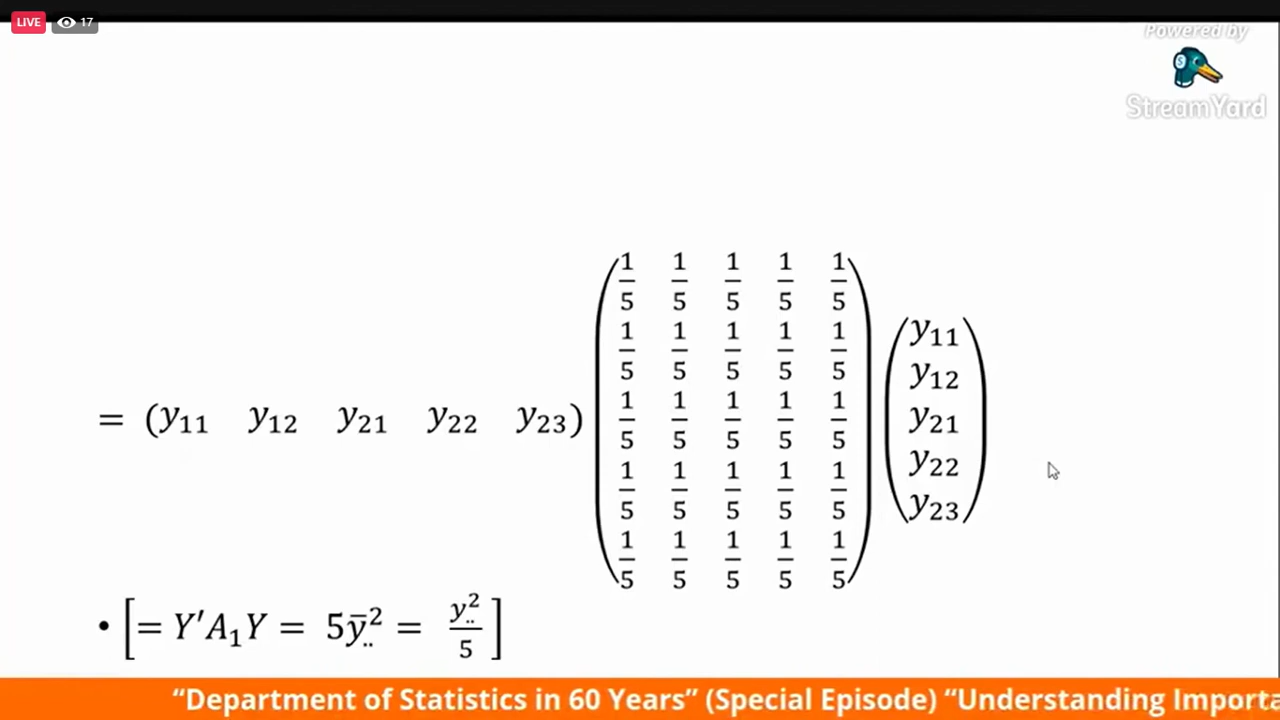 LIVE 17
Powered by
StreamYard
= (y₁₁ y₁₂ y₂₁ y₂₂ y₂₃)
1/5 1/5 1/5 1/5 1/5
1/5 1/5 1/5 1/5 1/5
1/5 1/5 1/5 1/5 1/5
1/5 1/5 1/5 1/5 1/5
1/5 1/5 1/5 1/5 1/5
y₁₁
y₁₂
y₂₁
y₂₂
y₂₃
• [= Y′A₁Y = 5ȳ..² = y..²/5]
“Department of Statistics in 60 Years” (Special Episode) “Understanding Importa